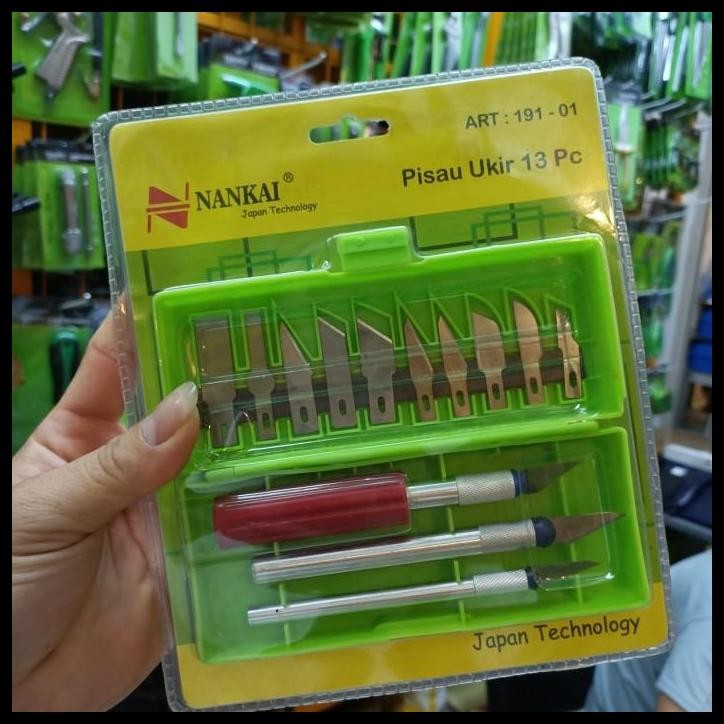 ART : 191 - 01
Pisau Ukir 13 Pc
NANKAI ®
Japan Technology
Japan Technology